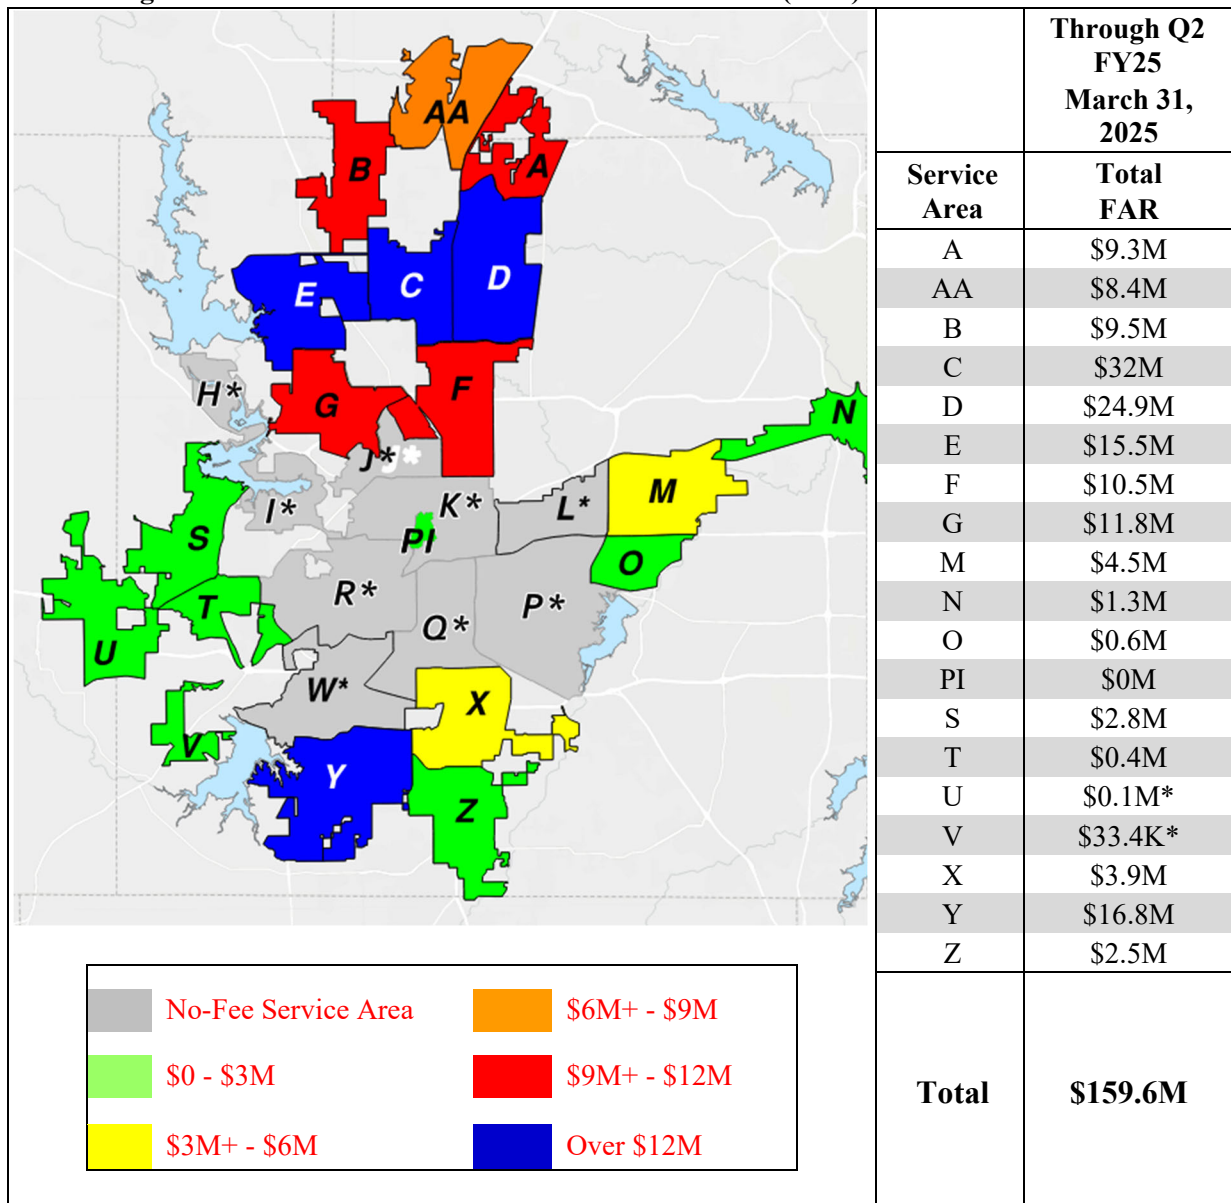 AA
B
A
E
C
D
H*
G
F
N
J*
J*
I*
K*
L*
M
PI
S
O
T
R*
P*
Q*
U
W*
X
V
Y
Z
No-Fee Service Area
$6M+ - $9M
$0 - $3M
$9M+ - $12M
$3M+ - $6M
Over $12M
Through Q2
FY25
March 31,
2025
Service Area
Total FAR
A $9.3M
AA $8.4M
B $9.5M
C $32M
D $24.9M
E $15.5M
F $10.5M
G $11.8M
M $4.5M
N $1.3M
O $0.6M
PI $0M
S $2.8M
T $0.4M
U $0.1M*
V $33.4K*
X $3.9M
Y $16.8M
Z $2.5M
Total $159.6M